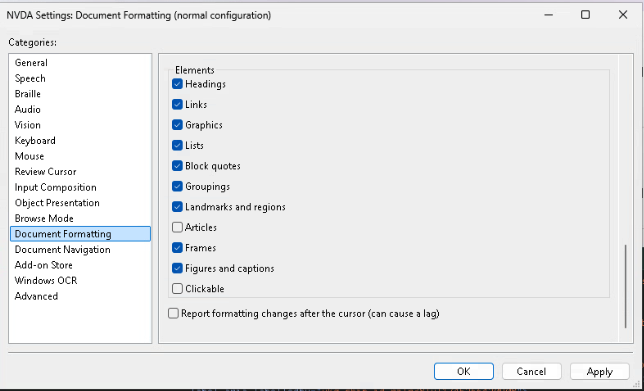 NVDA Settings: Document Formatting (normal configuration)
Categories:
General
Speech
Braille
Audio
Vision
Keyboard
Mouse
Review Cursor
Input Composition
Object Presentation
Browse Mode
Document Formatting
Document Navigation
Add-on Store
Windows OCR
Advanced
Elements
Headings
Links
Graphics
Lists
Block quotes
Groupings
Landmarks and regions
Articles
Frames
Figures and captions
Clickable
Report formatting changes after the cursor (can cause a lag)
OK Cancel Apply